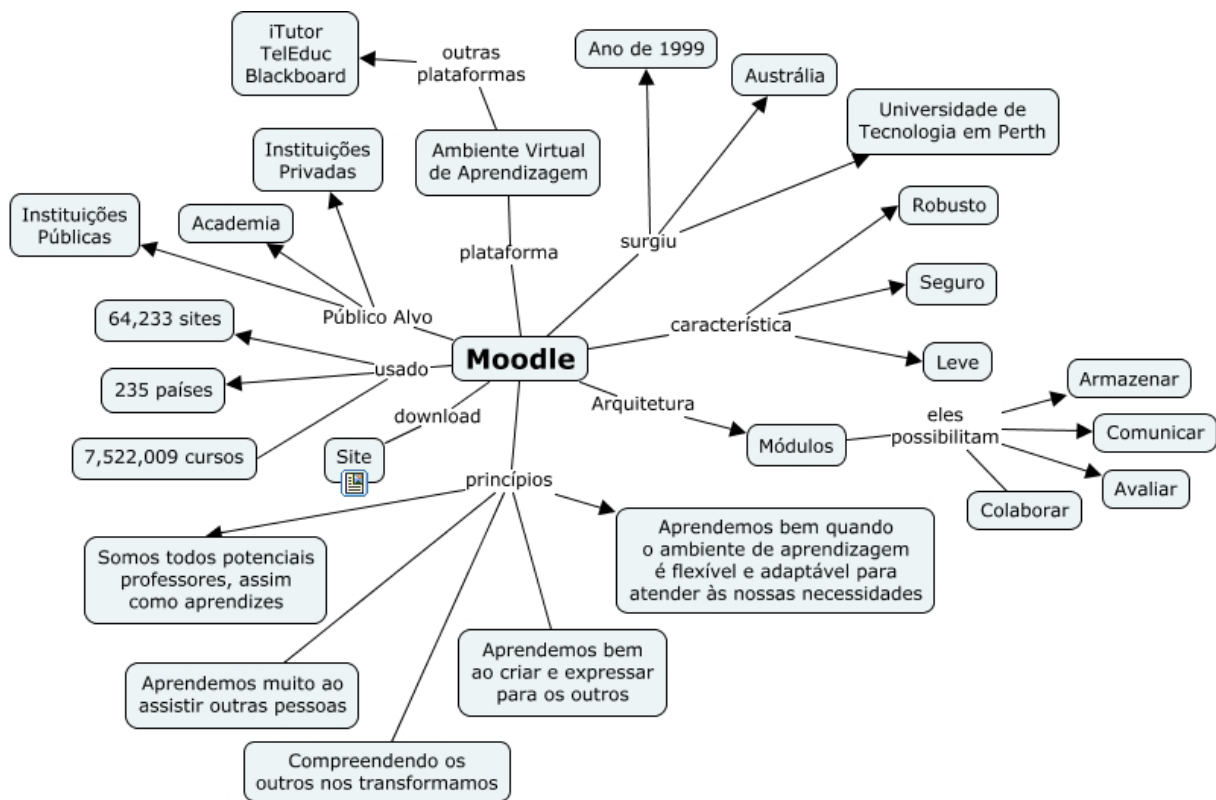 iTutor
TelEduc
Blackboard
outras
plataformas
Ano de 1999
Austrália
Universidade de
Tecnologia em Perth
Instituições
Privadas
Ambiente Virtual
de Aprendizagem
Instituições
Públicas
Academia
Robusto
surgiu
plataforma
Seguro
64,233 sites
Público Alvo
característica
Moodle
Leve
usado
235 países
Armazenar
download
Arquitetura
eles
possibilitam
Comunicar
Módulos
7,522,009 cursos
Site
princípios
Avaliar
Colaborar
Somos todos potenciais
professores, assim
como aprendizes
Aprendemos bem quando
o ambiente de aprendizagem
é flexível e adaptável para
atender às nossas necessidades
Aprendemos muito ao
assistir outras pessoas
Aprendemos bem
ao criar e expressar
para os outros
Compreendendo os
outros nos transformamos